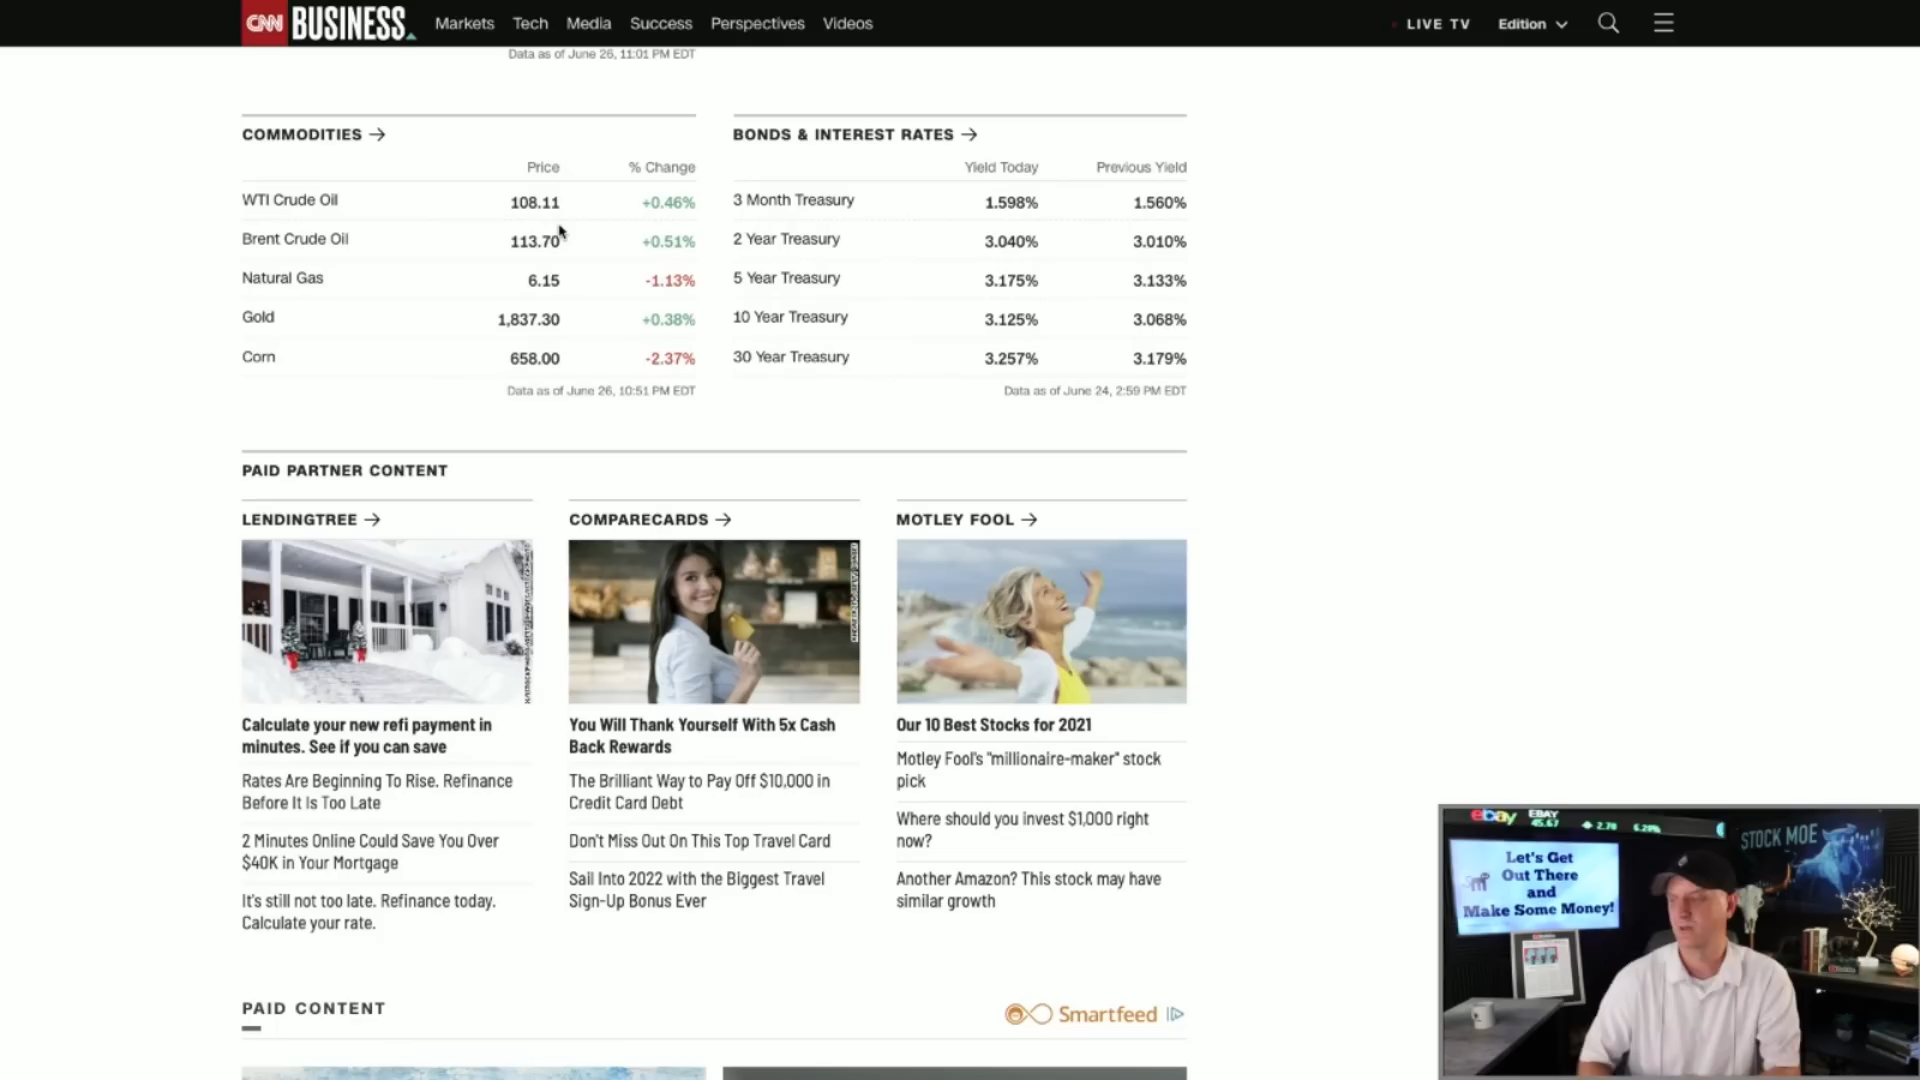 CNN BUSINESS Markets Tech Media Success Perspectives Videos LIVE TV Edition
Data as of June 26, 11:01 PM EDT
COMMODITIES →
Price % Change
WTI Crude Oil 108.11 +0.46%
Brent Crude Oil 113.70 +0.51%
Natural Gas 6.15 -1.13%
Gold 1,837.30 +0.38%
Corn 658.00 -2.37%
Data as of June 26, 10:51 PM EDT
BONDS & INTEREST RATES →
Yield Today Previous Yield
3 Month Treasury 1.598% 1.560%
2 Year Treasury 3.040% 3.010%
5 Year Treasury 3.175% 3.133%
10 Year Treasury 3.125% 3.068%
30 Year Treasury 3.257% 3.179%
Data as of June 24, 2:59 PM EDT
PAID PARTNER CONTENT
LENDINGTREE →
Calculate your new refi payment in
minutes. See if you can save
Rates Are Beginning To Rise. Refinance
Before It Is Too Late
2 Minutes Online Could Save You Over
$40K in Your Mortgage
It's still not too late. Refinance today.
Calculate your rate.
COMPARECARDS →
You Will Thank Yourself With 5x Cash
Back Rewards
The Brilliant Way to Pay Off $10,000 in
Credit Card Debt
Don't Miss Out On This Top Travel Card
Sail Into 2022 with the Biggest Travel
Sign-Up Bonus Ever
MOTLEY FOOL →
Our 10 Best Stocks for 2021
Motley Fool's "millionaire-maker" stock
pick
Where should you invest $1,000 right
now?
Another Amazon? This stock may have
similar growth
PAID CONTENT
Smartfeed
ebay EBAY
45.67 2.70 6.28%
STOCK MOE
Let's Get
Out There
and
Make Some Money!